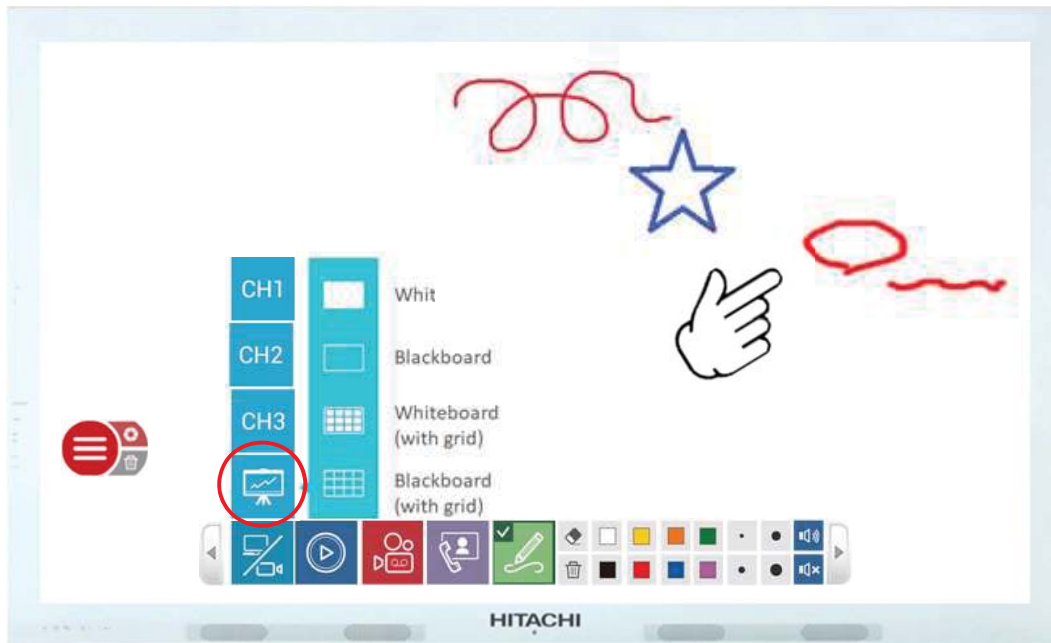 CH1
Whit
CH2
Blackboard
CH3
Whiteboard
(with grid)
Blackboard
(with grid)
HITACHI